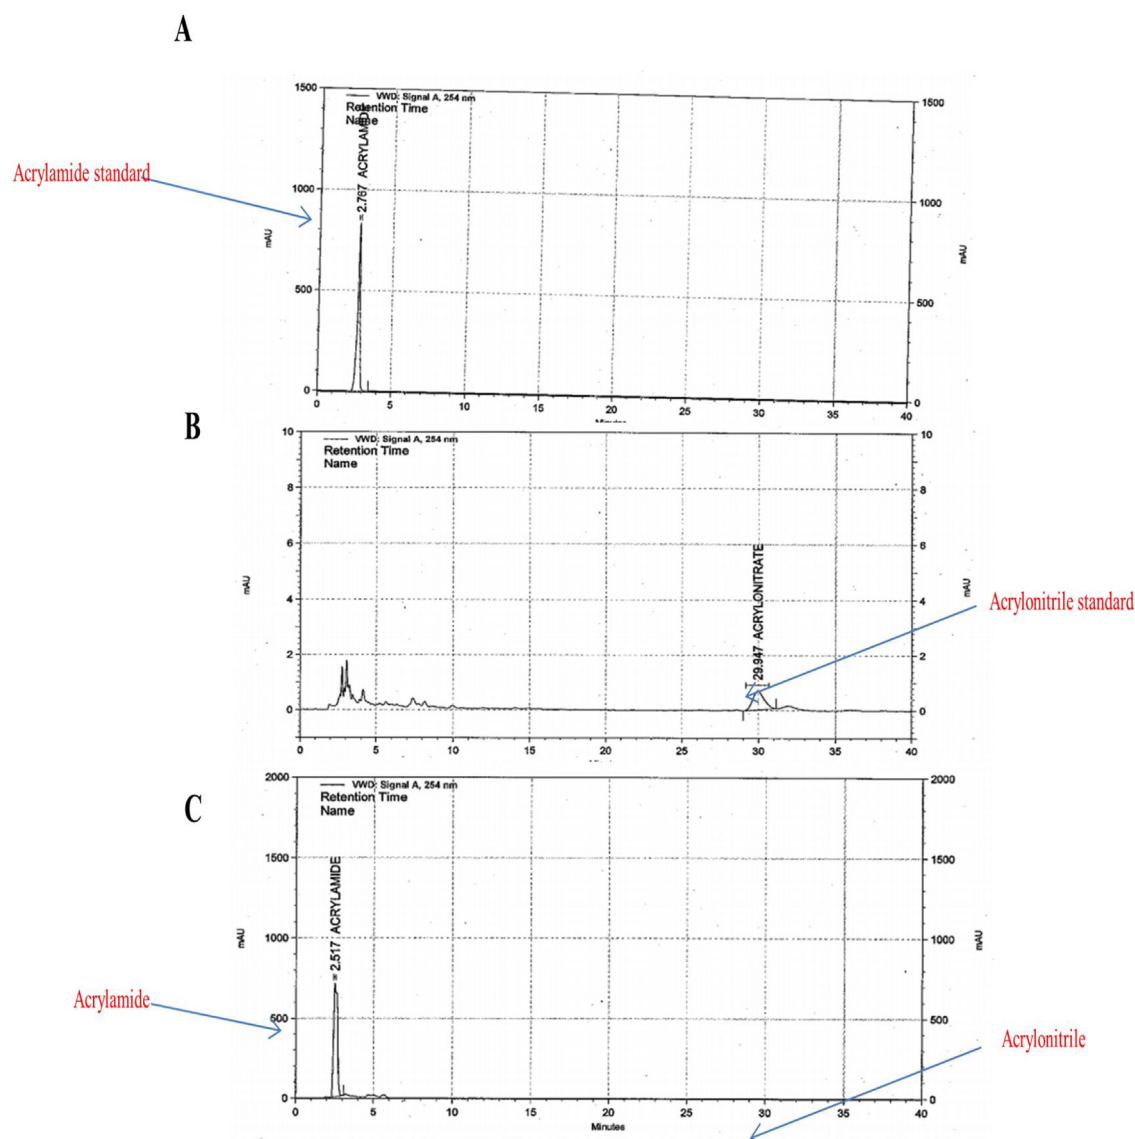 A
1500
VWD: Signal A, 254 nm
Retention Time
Name
1500
2.767 ACRYLAMIDE
Acrylamide standard
1000
1000
mAU
mAU
500
500
0
0
0 5 10 15 20 25 30 35 40
Minutes
B
10
VWD: Signal A, 254 nm
Retention Time
Name
10
8
8
6
6
29.947 ACRYLONITRATE
mAU
mAU
4
4
Acrylonitrile standard
2
2
0
0
0 5 10 15 20 25 30 35 40
C
2000
VWD: Signal A, 254 nm
Retention Time
Name
2000
1500
1500
2.517 ACRYLAMIDE
mAU
mAU
1000
1000
Acrylamide
500
500
Acrylonitrile
0
0
0 5 10 15 20 25 30 35 40
Minutes